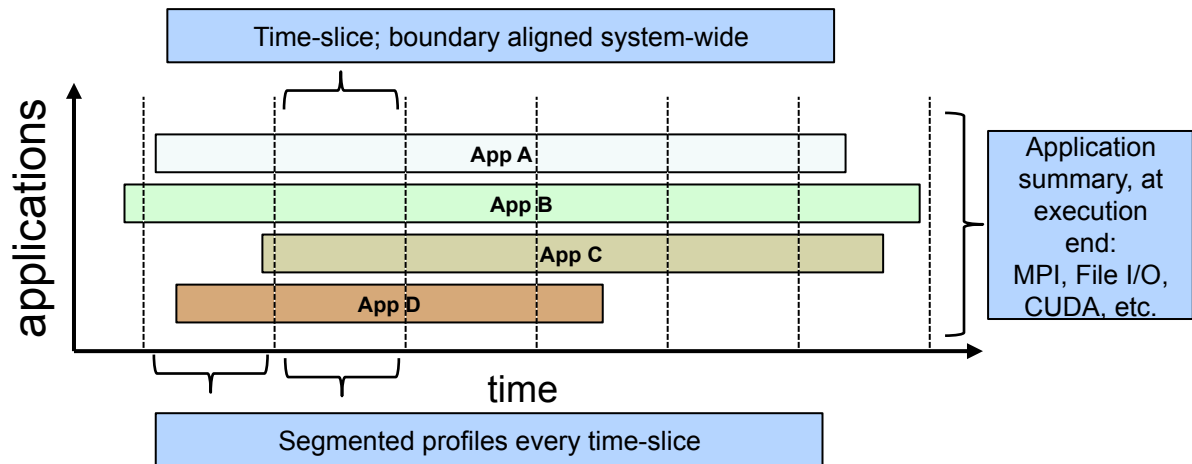 Time-slice; boundary aligned system-wide
applications
App A
App B
App C
App D
Application
summary, at
execution
end:
MPI, File I/O,
CUDA, etc.
time
Segmented profiles every time-slice